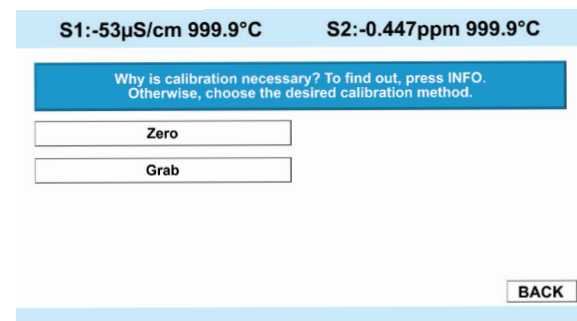 S1:-53µS/cm 999.9°C S2:-0.447ppm 999.9°C
Why is calibration necessary? To find out, press INFO.
Otherwise, choose the desired calibration method.
Zero
Grab
BACK